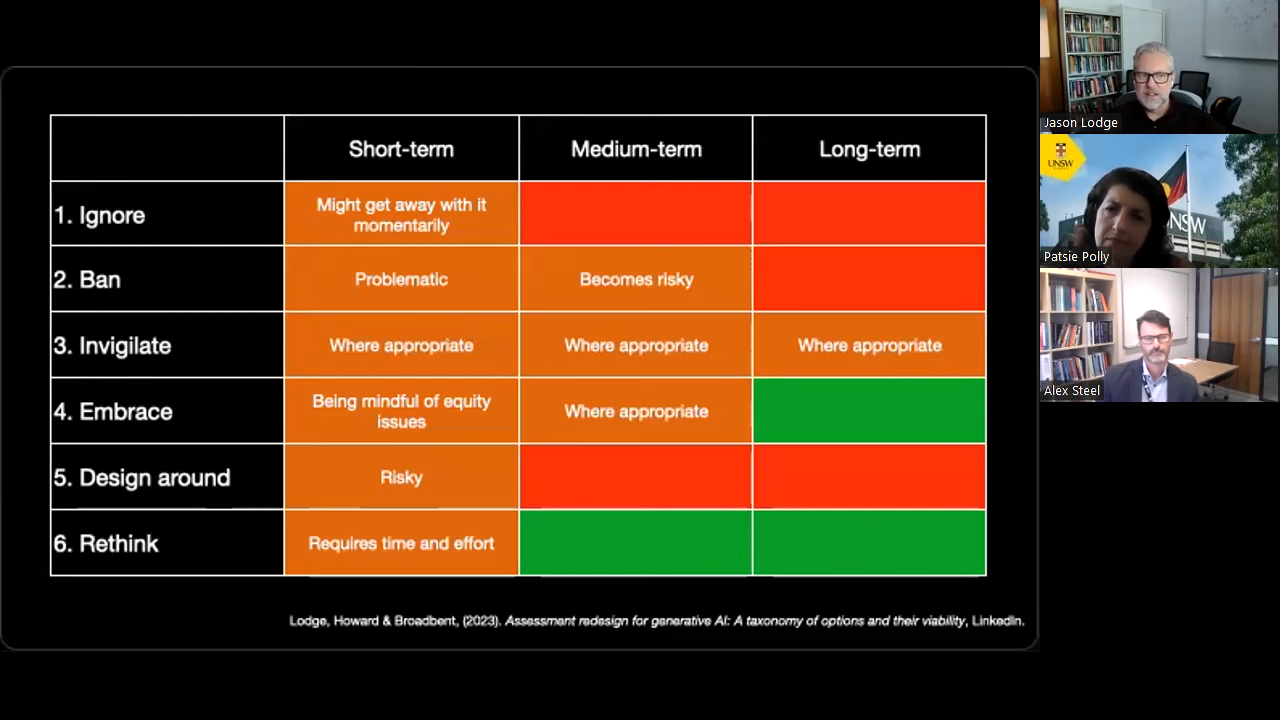 Short-term
Medium-term
Long-term
1. Ignore
Might get away with it
momentarily
2. Ban
Problematic
Becomes risky
3. Invigilate
Where appropriate
Where appropriate
Where appropriate
4. Embrace
Being mindful of equity
issues
Where appropriate
5. Design around
Risky
6. Rethink
Requires time and effort
Lodge, Howard & Broadbent, (2023). Assessment redesign for generative AI: A taxonomy of options and their viability, LinkedIn.
Jason Lodge
UNSW
NSW
Patsie Polly
Alex Steel